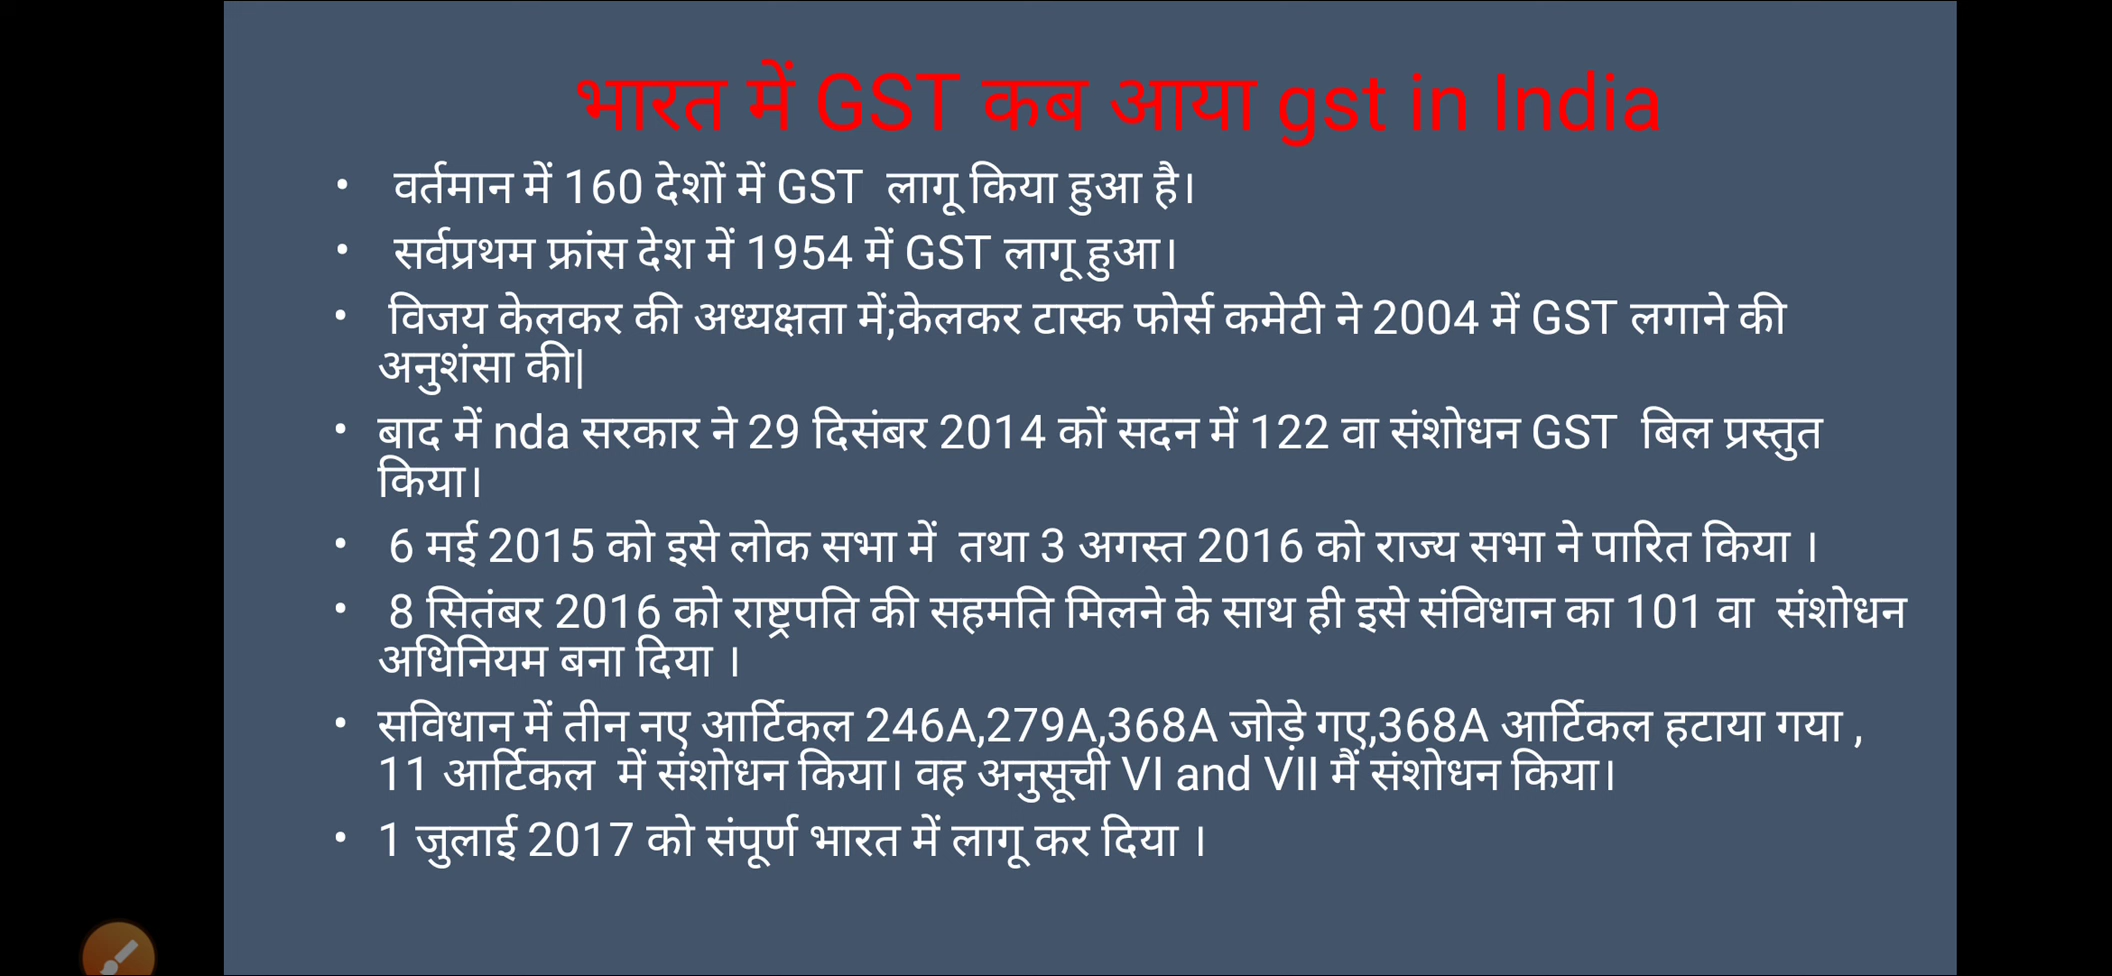 भारत में GST कब आया gst in India
• वर्तमान में 160 देशों में GST लागू किया हुआ है।
• सर्वप्रथम फ्रांस देश में 1954 में GST लागू हुआ।
• विजय केलकर की अध्यक्षता में;केलकर टास्क फोर्स कमेटी ने 2004 में GST लगाने की
अनुशंसा की|
• बाद में nda सरकार ने 29 दिसंबर 2014 कों सदन में 122 वा संशोधन GST बिल प्रस्तुत
किया।
• 6 मई 2015 को इसे लोक सभा में तथा 3 अगस्त 2016 को राज्य सभा ने पारित किया ।
• 8 सितंबर 2016 को राष्ट्रपति की सहमति मिलने के साथ ही इसे संविधान का 101 वा संशोधन
अधिनियम बना दिया ।
• सविधान में तीन नए आर्टिकल 246A,279A,368A जोड़े गए,368A आर्टिकल हटाया गया ,
11 आर्टिकल में संशोधन किया। वह अनुसूची VI and VII मैं संशोधन किया।
• 1 जुलाई 2017 को संपूर्ण भारत में लागू कर दिया ।